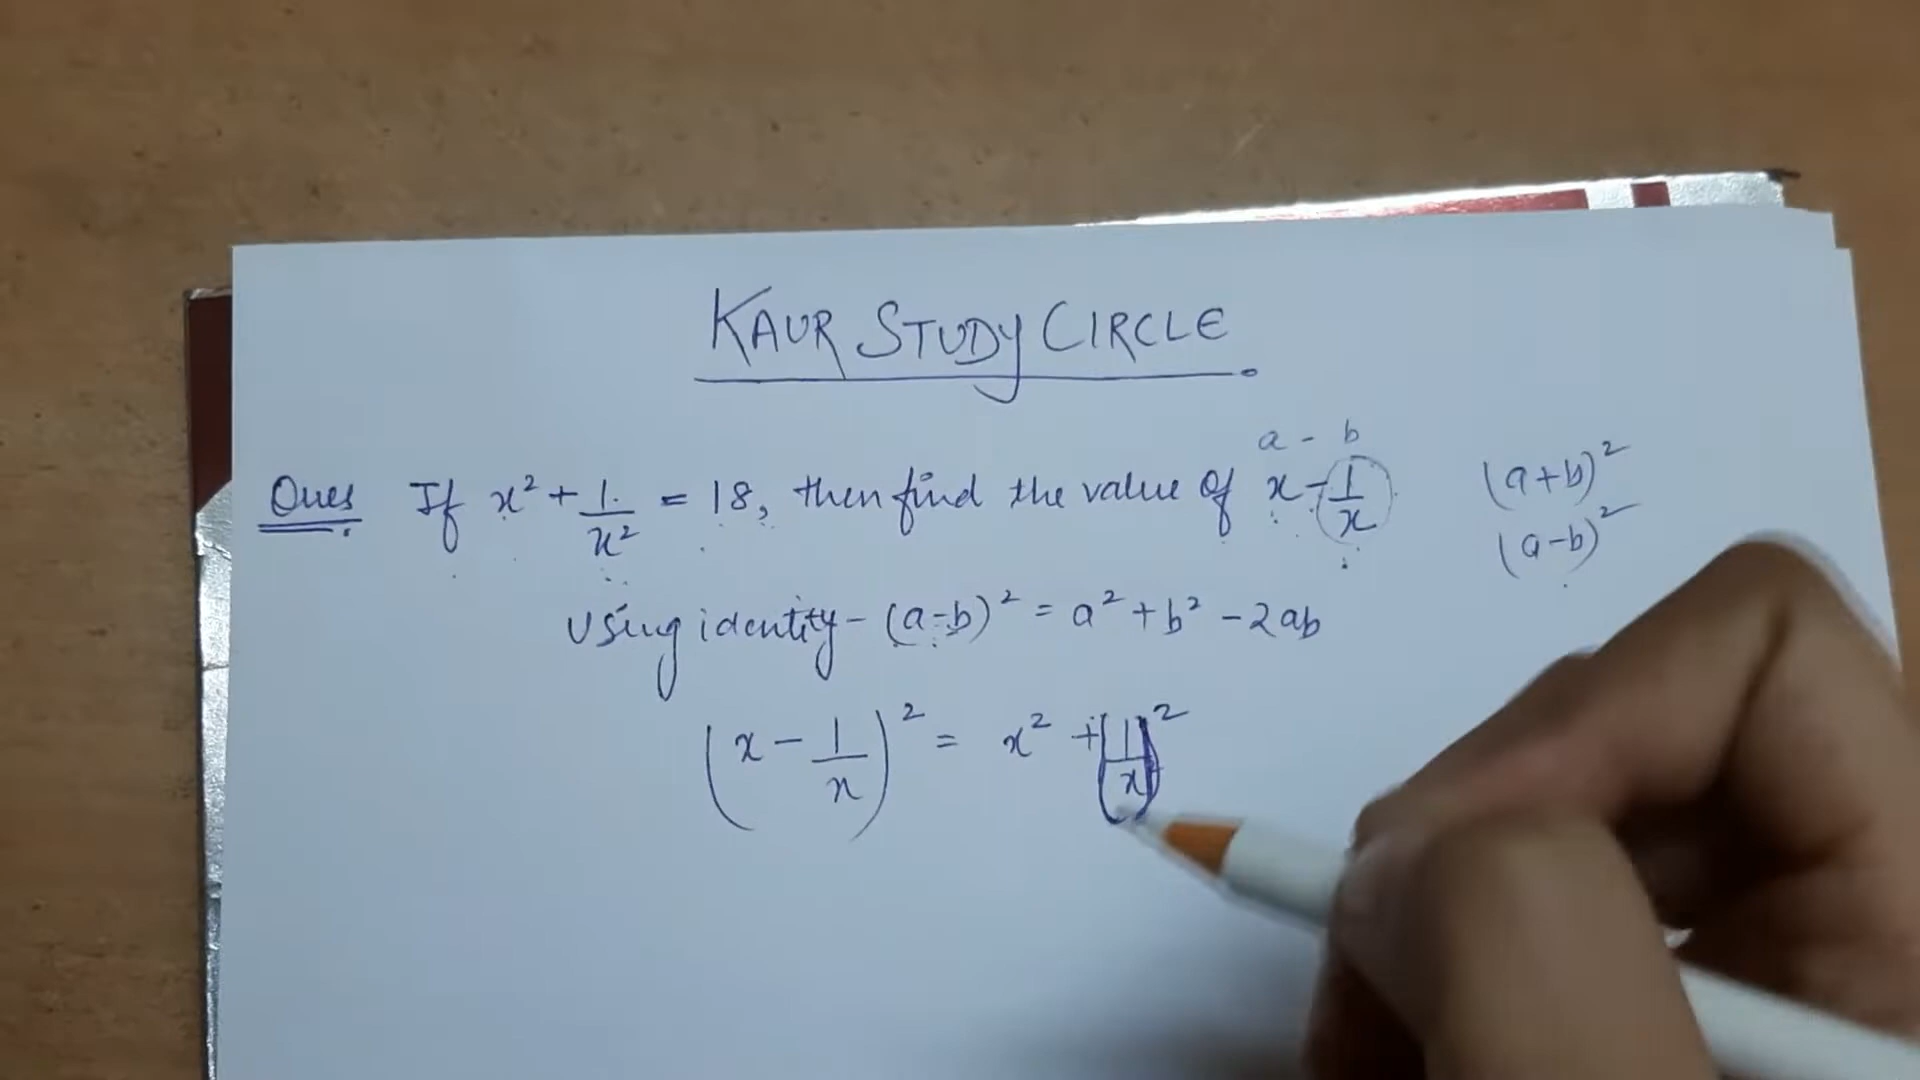 KAUR STUDY CIRCLE
a - b
Ques If x² + 1/x² = 18, then find the value of x - 1/x
(a+b)²
(a-b)²
Using identity - (a-b)² = a² + b² - 2ab
(x - 1/x)² = x² + (1/x)²